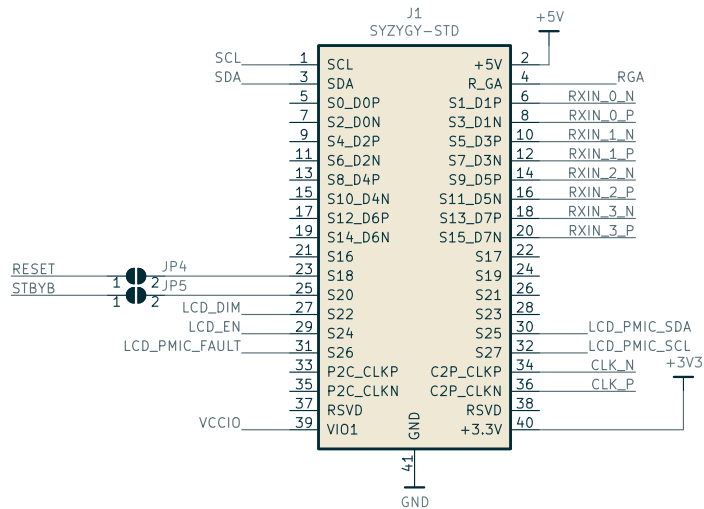 J1
SYZYGY-STD
+5V
SCL 1 SCL +5V 2
SDA 3 SDA R_GA 4 RGA
5 S0_D0P S1_D1P 6 RXIN_0_N
7 S2_D0N S3_D1N 8 RXIN_0_P
9 S4_D2P S5_D3P 10 RXIN_1_N
11 S6_D2N S7_D3N 12 RXIN_1_P
13 S8_D4P S9_D5P 14 RXIN_2_N
15 S10_D4N S11_D5N 16 RXIN_2_P
17 S12_D6P S13_D7P 18 RXIN_3_N
19 S14_D6N S15_D7N 20 RXIN_3_P
21 S16 S17 22
RESET 1 2 JP4 23 S18 S19 24
STBYB 1 2 JP5 25 S20 S21 26
LCD_DIM 27 S22 S23 28
LCD_EN 29 S24 S25 30 LCD_PMIC_SDA
LCD_PMIC_FAULT 31 S26 S27 32 LCD_PMIC_SCL
33 P2C_CLKP C2P_CLKP 34 CLK_N
+3V3
35 P2C_CLKN C2P_CLKN 36 CLK_P
37 RSVD RSVD 38
VCCIO 39 VIO1 GND +3.3V 40
41
GND